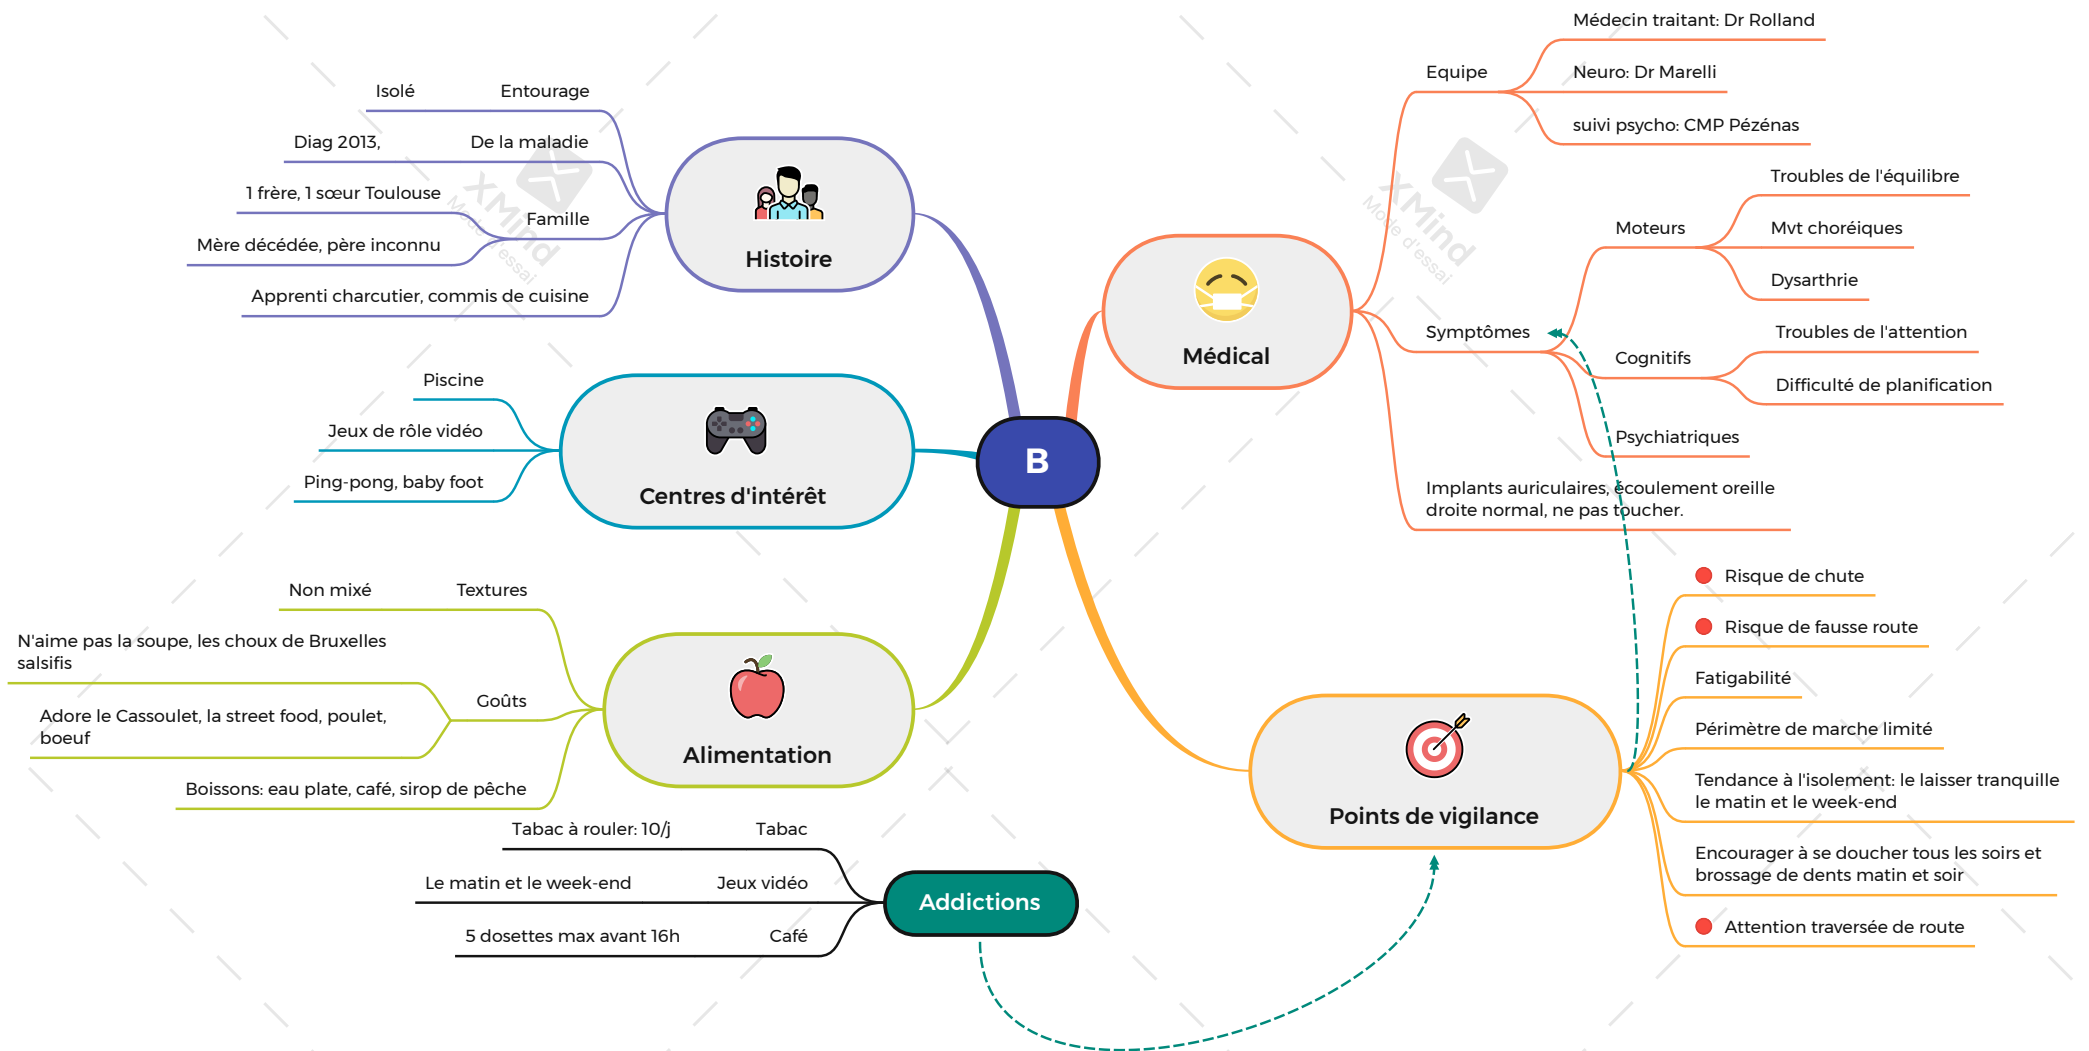 B
Histoire
Entourage
Isolé
De la maladie
Diag 2013,
Famille
1 frère, 1 sœur Toulouse
Mère décédée, père inconnu
Apprenti charcutier, commis de cuisine
Centres d'intérêt
Piscine
Jeux de rôle vidéo
Ping-pong, baby foot
Alimentation
Textures
Non mixé
Goûts
N'aime pas la soupe, les choux de Bruxelles
salsifis
Adore le Cassoulet, la street food, poulet,
boeuf
Boissons: eau plate, café, sirop de pêche
Addictions
Tabac
Tabac à rouler: 10/j
Jeux vidéo
Le matin et le week-end
Café
5 dosettes max avant 16h
Médical
Equipe
Médecin traitant: Dr Rolland
Neuro: Dr Marelli
suivi psycho: CMP Pézénas
Symptômes
Moteurs
Troubles de l'équilibre
Mvt choréiques
Dysarthrie
Cognitifs
Troubles de l'attention
Difficulté de planification
Psychiatriques
Implants auriculaires, écoulement oreille
droite normal, ne pas toucher.
Points de vigilance
Risque de chute
Risque de fausse route
Fatigabilité
Périmètre de marche limité
Tendance à l'isolement: le laisser tranquille
le matin et le week-end
Encourager à se doucher tous les soirs et
brossage de dents matin et soir
Attention traversée de route
XMind
Mode d'essai
XMind
Mode d'essai